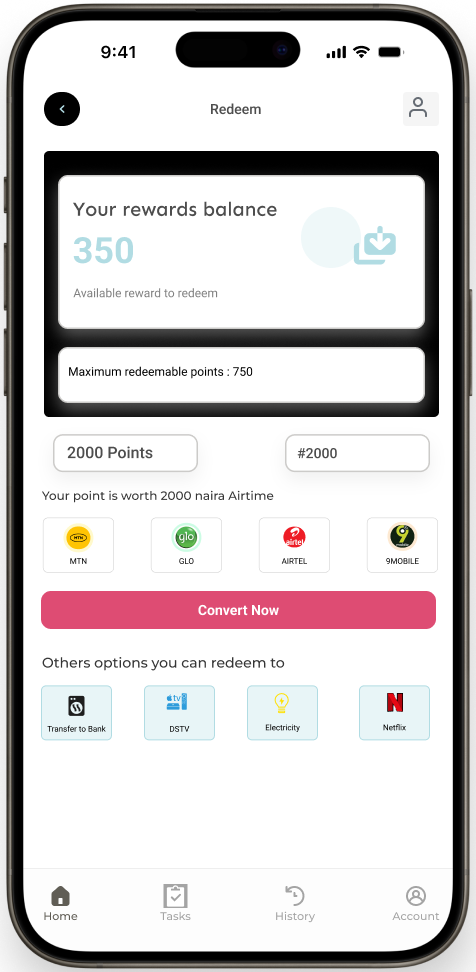 9:41
Redeem
Your rewards balance
350
Available reward to redeem
Maximum redeemable points : 750
2000 Points
#2000
Your point is worth 2000 naira Airtime
MTN
glo
airtel
9
mobile
MTN
GLO
AIRTEL
9MOBILE
Convert Now
Others options you can redeem to
tv
Transfer to Bank
DSTV
Electricity
Netflix
Home
Tasks
History
Account